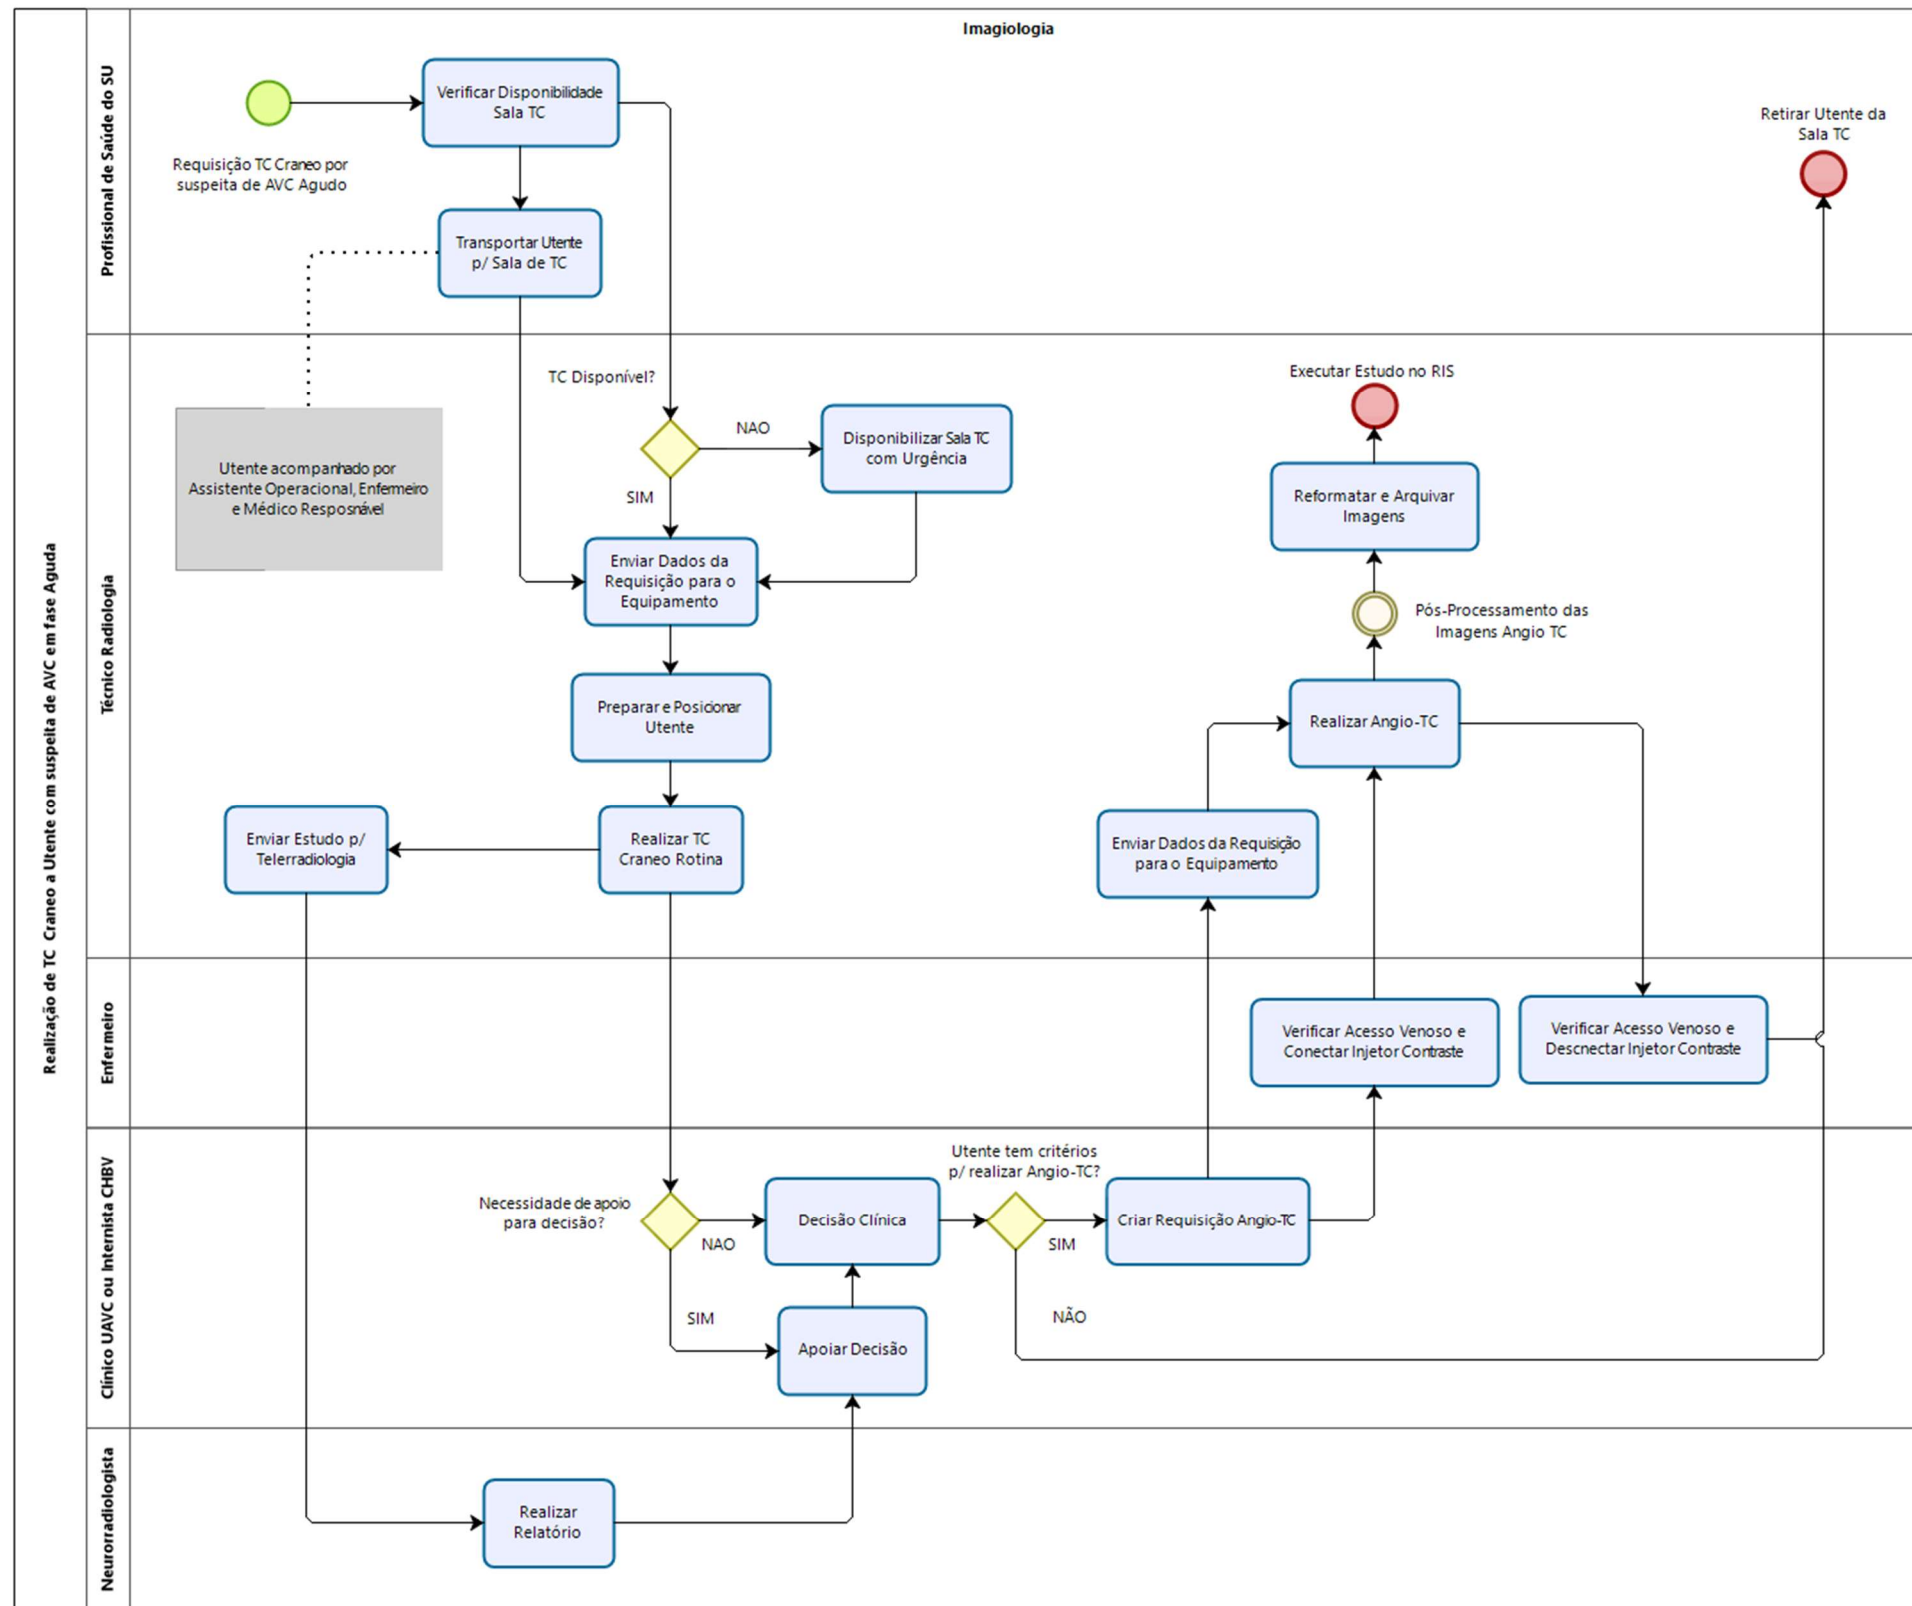 Imagiologia
Realização de TC Craneo a Utente com suspeita de AVC em fase Aguda
Profissional de Saúde do SU
Requisição TC Craneo por
suspeita de AVC Agudo
Verificar Disponibilidade
Sala TC
Transportar Utente
p/ Sala de TC
Retirar Utente da
Sala TC
Técnico Radiologia
Utente acompanhado por
Assistente Operacional, Enfermeiro
e Médico Resposnável
TC Disponível?
NAO
SIM
Disponibilizar Sala TC
com Urgência
Enviar Dados da
Requisição para o
Equipamento
Preparar e Posicionar
Utente
Realizar TC
Craneo Rotina
Enviar Estudo p/
Telerradiologia
Executar Estudo no RIS
Reformatar e Arquivar
Imagens
Pós-Processamento das
Imagens Angio TC
Realizar Angio-TC
Enviar Dados da Requisição
para o Equipamento
Enfermeiro
Verificar Acesso Venoso e
Conectar Injetor Contraste
Verificar Acesso Venoso e
Descnectar Injetor Contraste
Clínico UAVC ou Internista CHBV
Necessidade de apoio
para decisão?
NAO
SIM
Decisão Clínica
Apoiar Decisão
Utente tem critérios
p/ realizar Angio-TC?
SIM
NÃO
Criar Requisição Angio-TC
Neurorradiologista
Realizar
Relatório